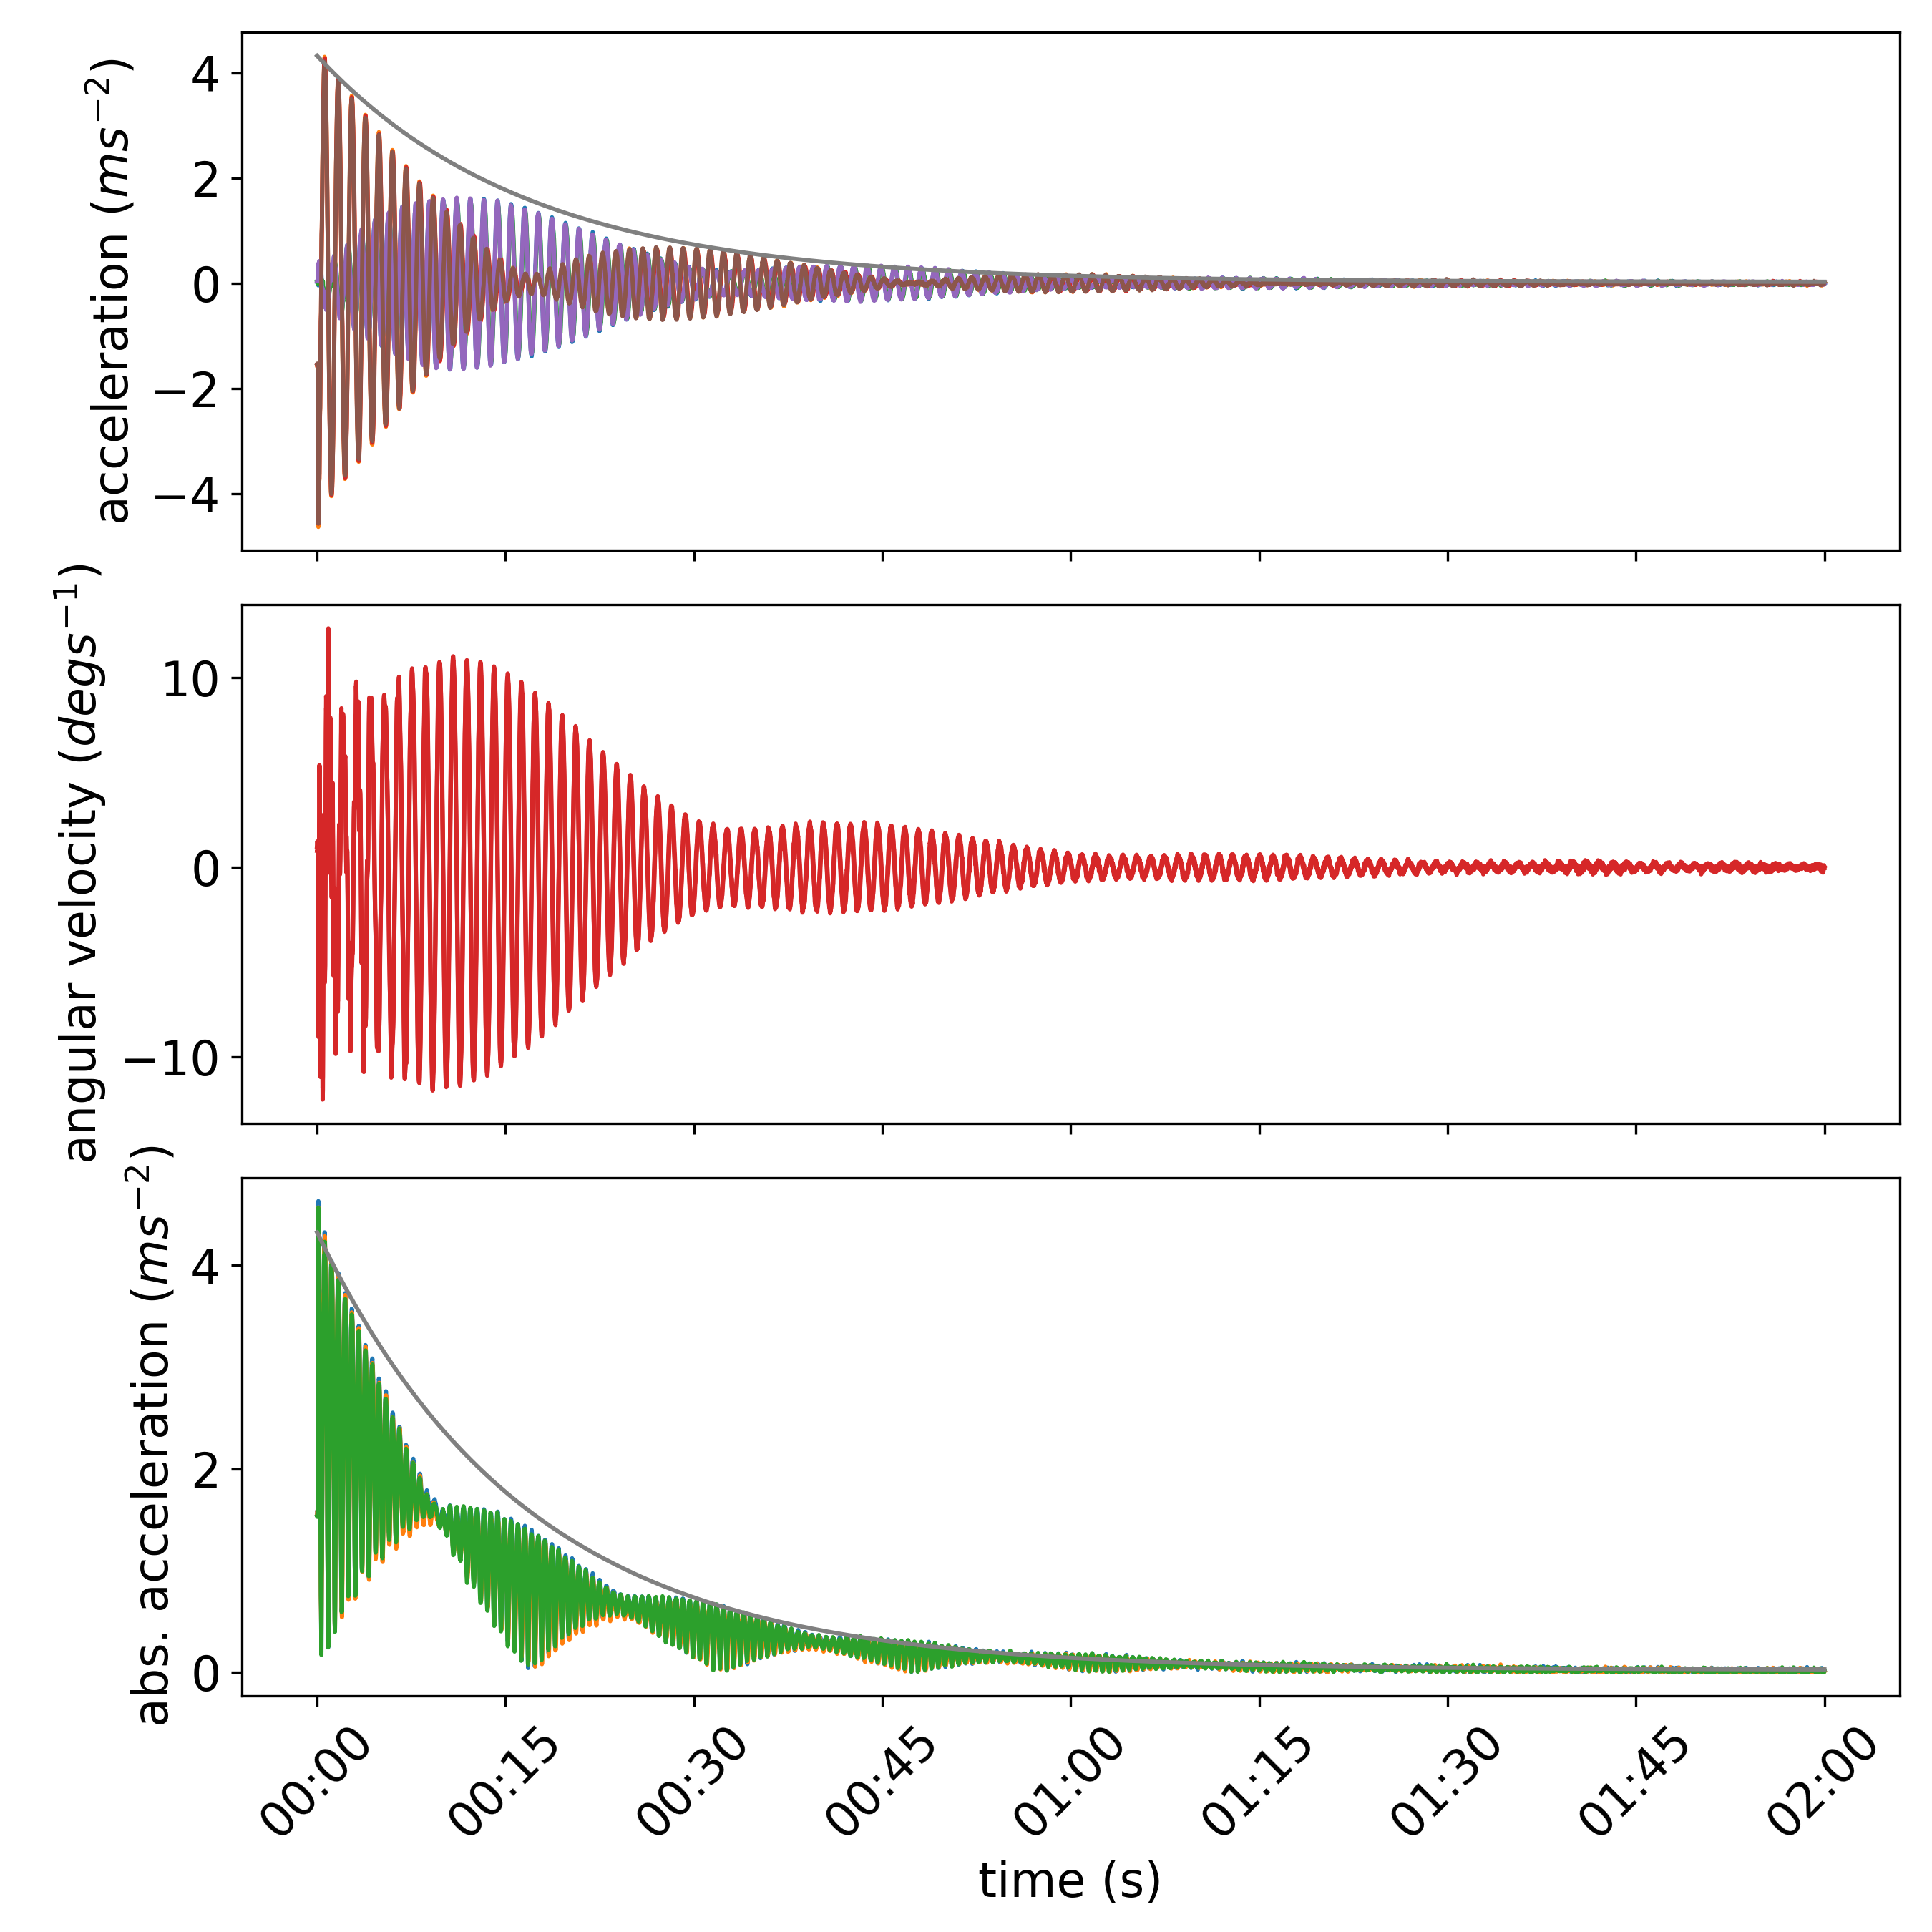 acceleration (ms⁻²)
4
2
0
−2
−4
angular velocity (degs⁻¹)
10
0
−10
abs. acceleration (ms⁻²)
4
2
0
00:00 00:15 00:30 00:45 01:00 01:15 01:30 01:45 02:00
time (s)